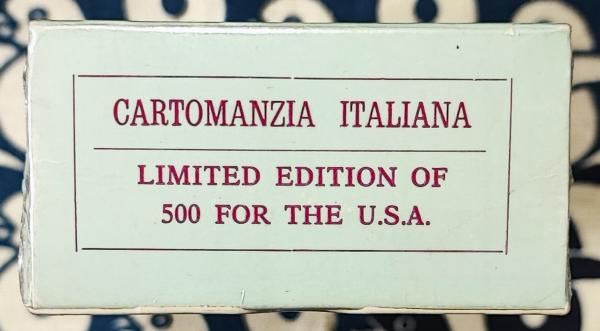 CARTOMANZIA ITALIANA
LIMITED EDITION OF
500 FOR THE U.S.A.